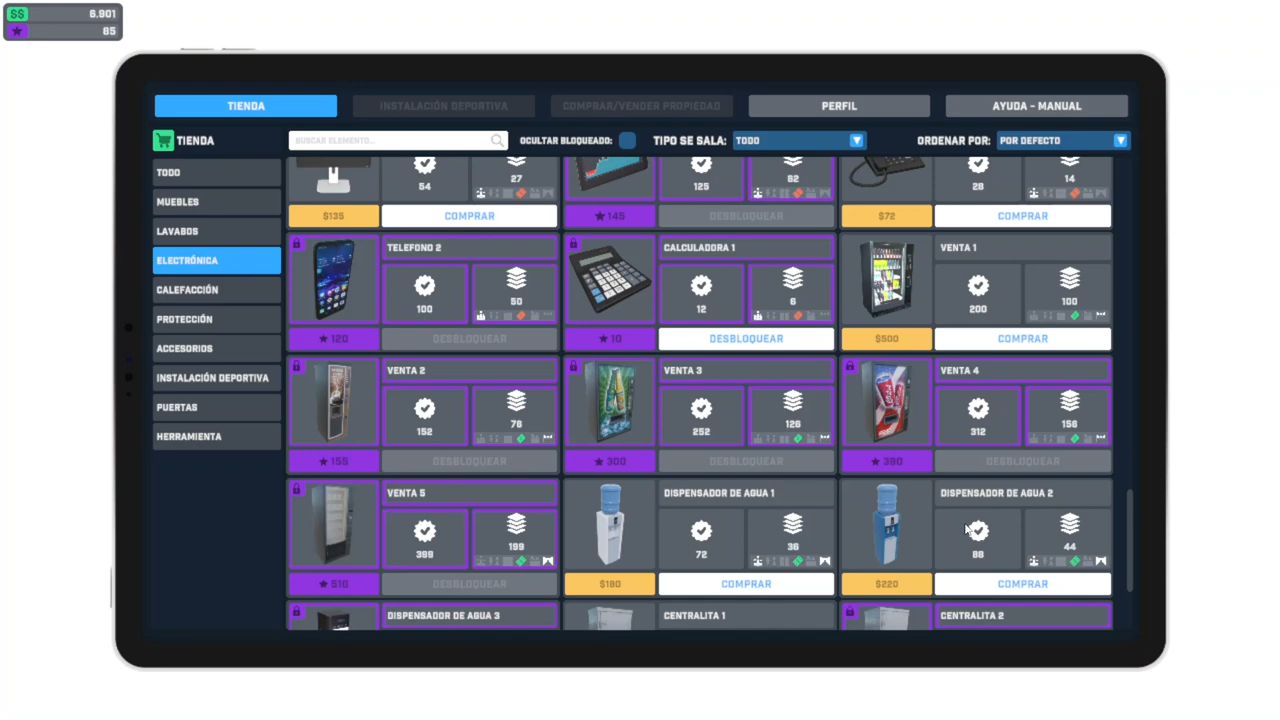 S$ 6,901
85
TIENDA INSTALACIÓN DEPORTIVA COMPRAR/VENDER PROPIEDAD PERFIL AYUDA - MANUAL
TIENDA BUSCAR ELEMENTO... OCULTAR BLOQUEADO: TIPO SE SALA: TODO ORDENAR POR: POR DEFECTO
TODO
MUEBLES
LAVABOS
ELECTRÓNICA
CALEFACCIÓN
PROTECCIÓN
ACCESORIOS
INSTALACIÓN DEPORTIVA
PUERTAS
HERRAMIENTA
54 27 125 62 28 14
$135 COMPRAR 145 DESBLOQUEAR $72 COMPRAR
TELEFONO 2 CALCULADORA 1 VENTA 1
100 50 12 6 200 100
120 DESBLOQUEAR 10 DESBLOQUEAR $500 COMPRAR
VENTA 2 VENTA 3 VENTA 4
152 76 252 126 312 156
155 DESBLOQUEAR 300 DESBLOQUEAR 380 DESBLOQUEAR
VENTA 5 DISPENSADOR DE AGUA 1 DISPENSADOR DE AGUA 2
399 199 72 36 88 44
510 DESBLOQUEAR $180 COMPRAR $220 COMPRAR
DISPENSADOR DE AGUA 3 CENTRALITA 1 CENTRALITA 2